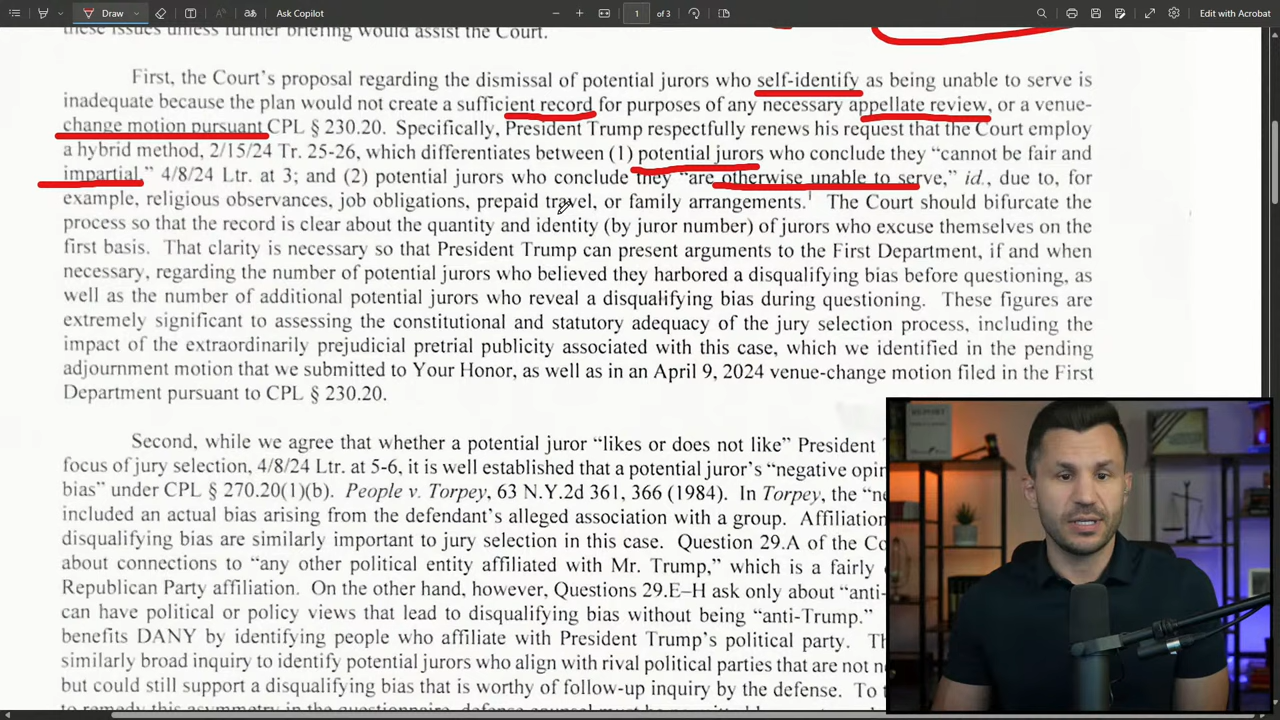 Draw
Ask Copilot
1
of 3
Edit with Acrobat
these issues unless further briefing would assist the Court.
First, the Court's proposal regarding the dismissal of potential jurors who self-identify as being unable to serve is
inadequate because the plan would not create a sufficient record for purposes of any necessary appellate review, or a venue-
change motion pursuant CPL § 230.20. Specifically, President Trump respectfully renews his request that the Court employ
a hybrid method, 2/15/24 Tr. 25-26, which differentiates between (1) potential jurors who conclude they "cannot be fair and
impartial," 4/8/24 Ltr. at 3; and (2) potential jurors who conclude they "are otherwise unable to serve," id., due to, for
example, religious observances, job obligations, prepaid travel, or family arrangements.1 The Court should bifurcate the
process so that the record is clear about the quantity and identity (by juror number) of jurors who excuse themselves on the
first basis. That clarity is necessary so that President Trump can present arguments to the First Department, if and when
necessary, regarding the number of potential jurors who believed they harbored a disqualifying bias before questioning, as
well as the number of additional potential jurors who reveal a disqualifying bias during questioning. These figures are
extremely significant to assessing the constitutional and statutory adequacy of the jury selection process, including the
impact of the extraordinarily prejudicial pretrial publicity associated with this case, which we identified in the pending
adjournment motion that we submitted to Your Honor, as well as in an April 9, 2024 venue-change motion filed in the First
Department pursuant to CPL § 230.20.
Second, while we agree that whether a potential juror "likes or does not like" President
focus of jury selection, 4/8/24 Ltr. at 5-6, it is well established that a potential juror's "negative opin
bias" under CPL § 270.20(1)(b). People v. Torpey, 63 N.Y.2d 361, 366 (1984). In Torpey, the "ne
included an actual bias arising from the defendant's alleged association with a group. Affiliation
disqualifying bias are similarly important to jury selection in this case. Question 29.A of the Co
about connections to "any other political entity affiliated with Mr. Trump," which is a fairly
Republican Party affiliation. On the other hand, however, Questions 29.E–H ask only about "anti-
can have political or policy views that lead to disqualifying bias without being "anti-Trump."
benefits DANY by identifying people who affiliate with President Trump's political party. Th
similarly broad inquiry to identify potential jurors who align with rival political parties that are not ne
but could still support a disqualifying bias that is worthy of follow-up inquiry by the defense. To
to remedy this asymmetry in the questionnaire, defense counsel must be permitted